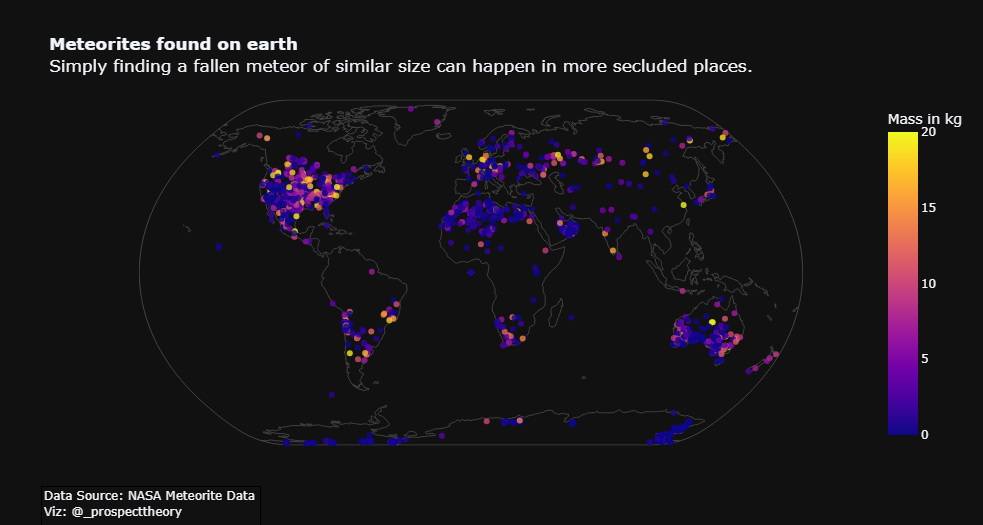 Meteorites found on earth
Simply finding a fallen meteor of similar size can happen in more secluded places.
Mass in kg
20
15
10
5
0
Data Source: NASA Meteorite Data
Viz: @_prospecttheory